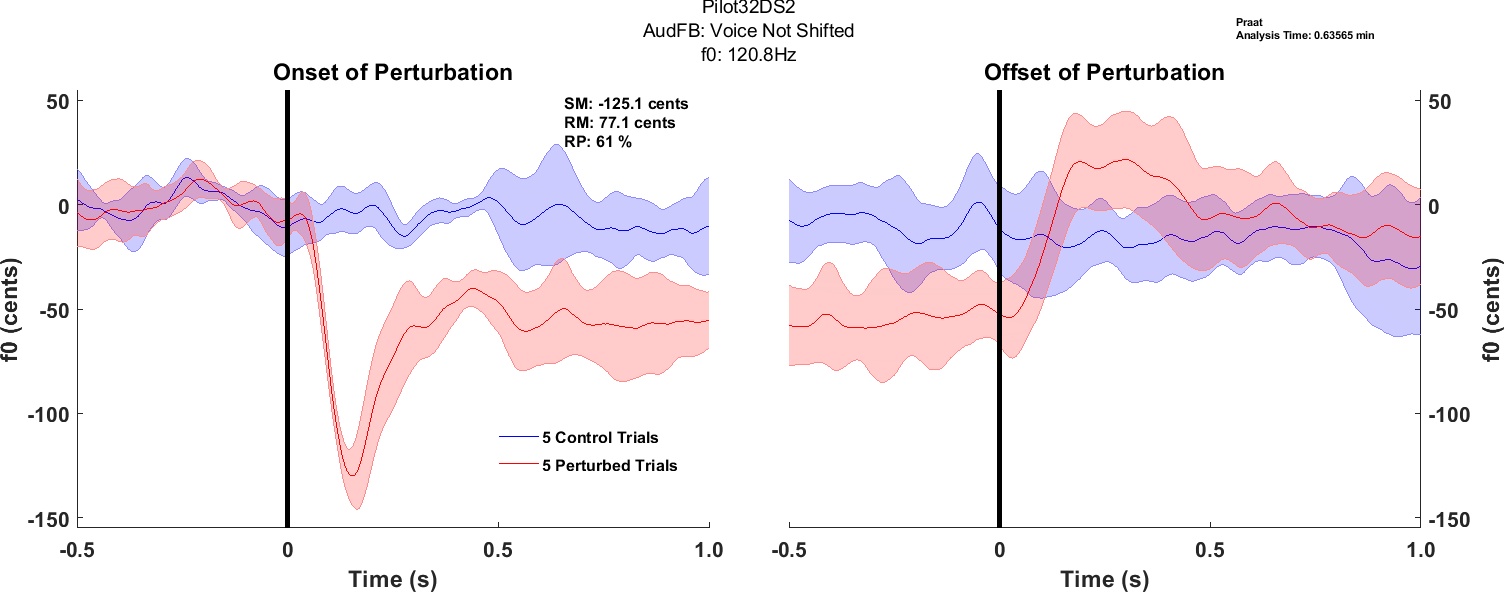 Pilot32DS2
AudFB: Voice Not Shifted
f0: 120.8Hz
Praat
Analysis Time: 0.63565 min
Onset of Perturbation
SM: -125.1 cents
RM: 77.1 cents
RP: 61 %
50
0
-50
-100
-150
f0 (cents)
5 Control Trials
5 Perturbed Trials
-0.5
0
0.5
1.0
Time (s)
Offset of Perturbation
50
0
-50
-100
-150
f0 (cents)
-0.5
0
0.5
1.0
Time (s)